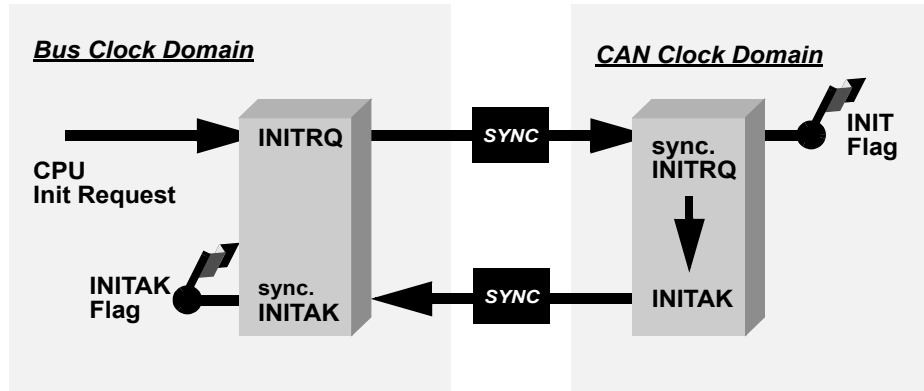 Bus Clock Domain
CAN Clock Domain
INITRQ
SYNC
sync.
INITRQ
INIT
Flag
CPU
Init Request
INITAK
Flag
sync.
INITAK
SYNC
INITAK